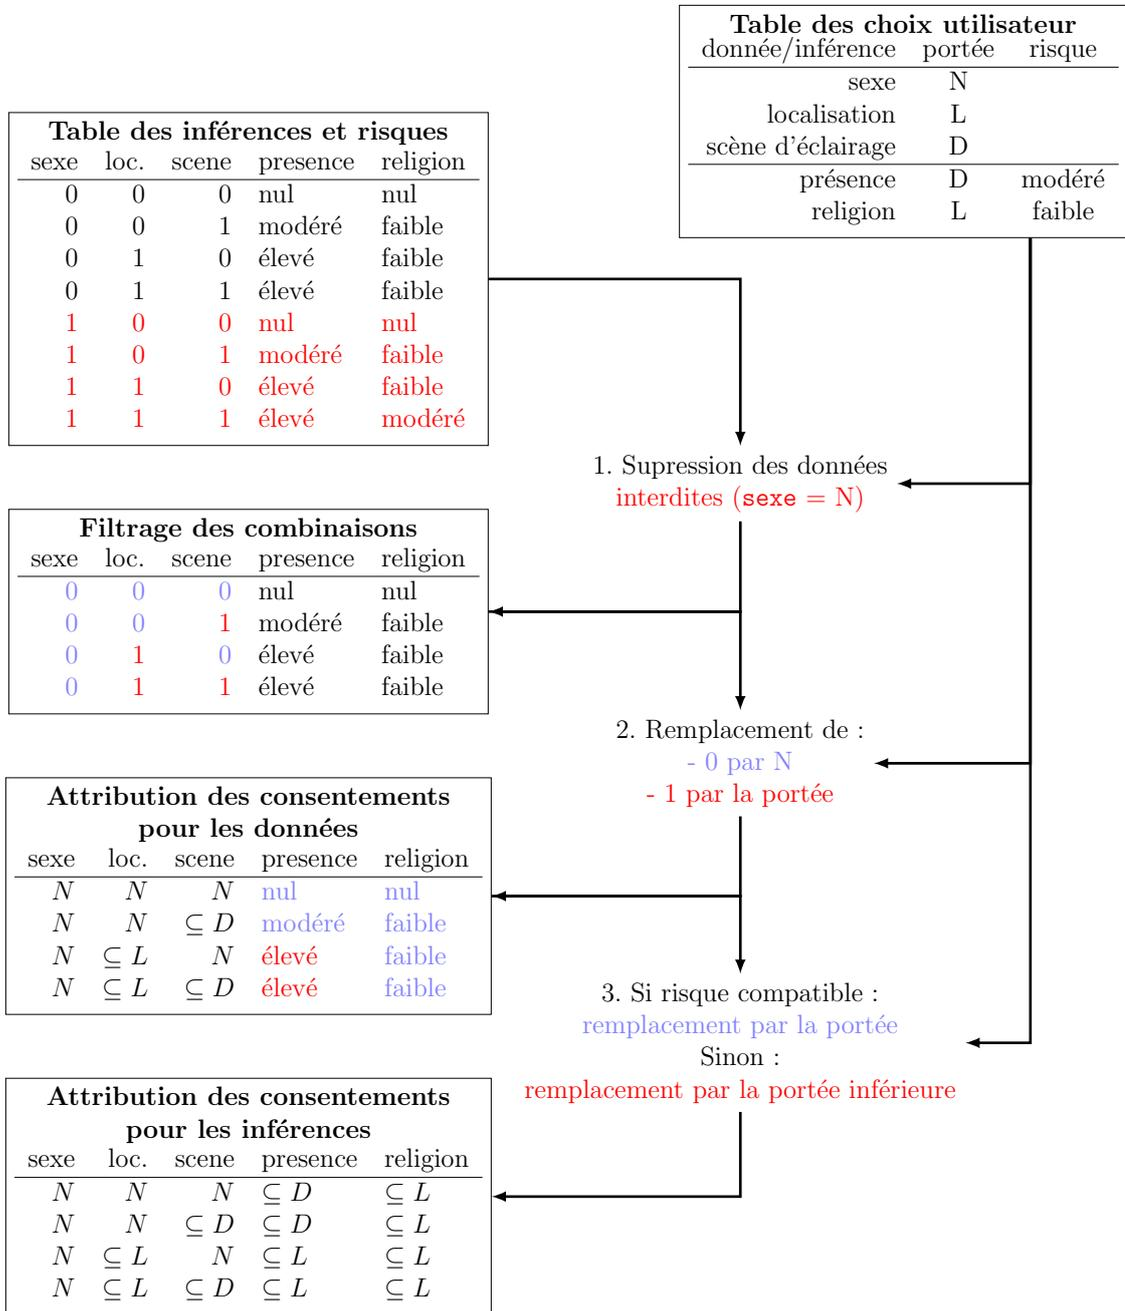 Table des choix utilisateur
donnée/inférence portée risque
sexe N
localisation L
scène d'éclairage D
présence D modéré
religion L faible
Table des inférences et risques
sexe loc. scene presence religion
0 0 0 nul nul
0 0 1 modéré faible
0 1 0 élevé faible
0 1 1 élevé faible
1 0 0 nul nul
1 0 1 modéré faible
1 1 0 élevé faible
1 1 1 élevé modéré
1. Supression des données
interdites (sexe = N)
Filtrage des combinaisons
sexe loc. scene presence religion
0 0 0 nul nul
0 0 1 modéré faible
0 1 0 élevé faible
0 1 1 élevé faible
2. Remplacement de :
- 0 par N
- 1 par la portée
Attribution des consentements
pour les données
sexe loc. scene presence religion
N N N nul nul
N N ⊆ D modéré faible
N ⊆ L N élevé faible
N ⊆ L ⊆ D élevé faible
3. Si risque compatible :
remplacement par la portée
Sinon :
remplacement par la portée inférieure
Attribution des consentements
pour les inférences
sexe loc. scene presence religion
N N N ⊆ D ⊆ L
N N ⊆ D ⊆ D ⊆ L
N ⊆ L N ⊆ L ⊆ L
N ⊆ L ⊆ D ⊆ L ⊆ L